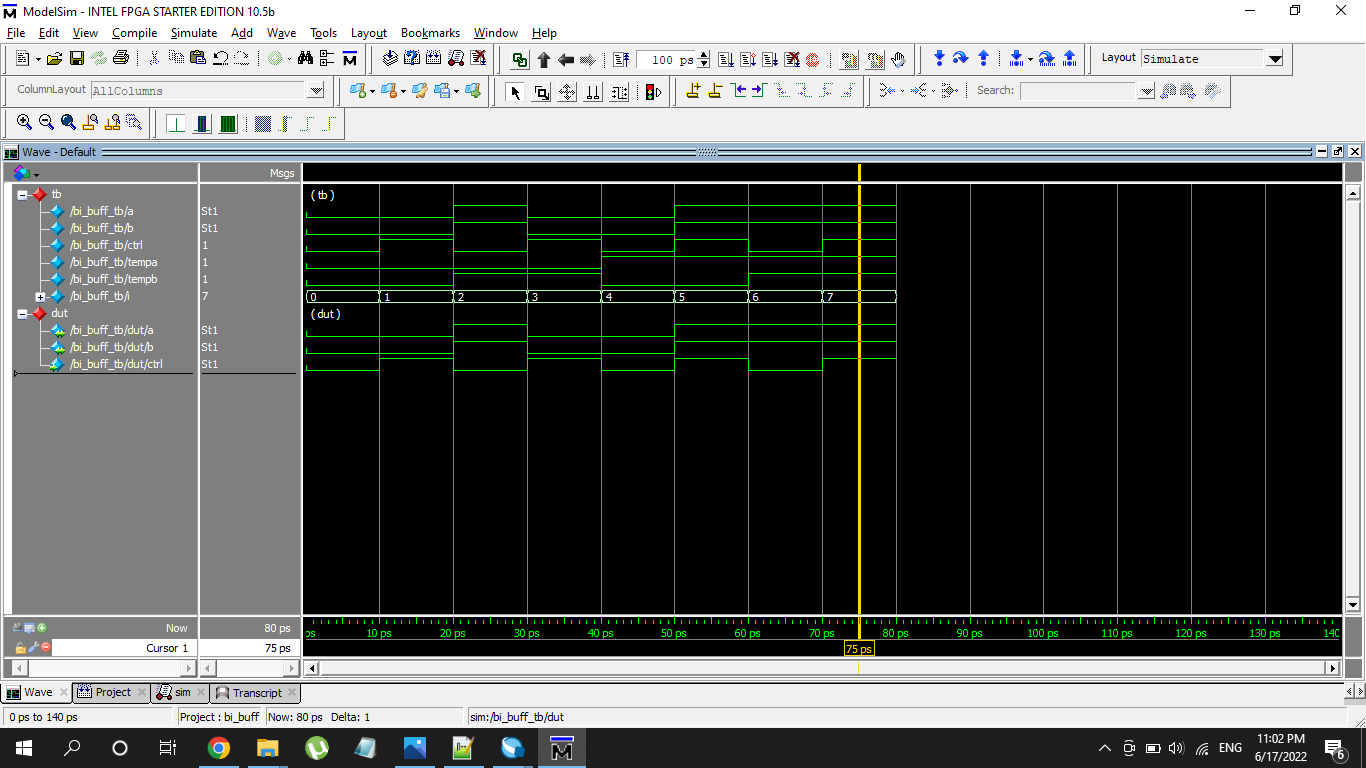 ModelSim - INTEL FPGA STARTER EDITION 10.5b
File Edit View Compile Simulate Add Wave Tools Layout Bookmarks Window Help
100 ps
Layout Simulate
ColumnLayout AllColumns
Search:
Wave - Default
Msgs
tb
(tb)
/bi_buff_tb/a St1
/bi_buff_tb/b St1
/bi_buff_tb/ctrl 1
/bi_buff_tb/tempa 1
/bi_buff_tb/tempb 1
/bi_buff_tb/i 7 0 1 2 3 4 5 6 7
dut
(dut)
/bi_buff_tb/dut/a St1
/bi_buff_tb/dut/b St1
/bi_buff_tb/dut/ctrl St1
Now 80 ps
ps 10 ps 20 ps 30 ps 40 ps 50 ps 60 ps 70 ps 80 ps 90 ps 100 ps 110 ps 120 ps 130 ps 140
Cursor 1 75 ps
75 ps
Wave Project sim Transcript
0 ps to 140 ps Project : bi_buff Now: 80 ps Delta: 1 sim:/bi_buff_tb/dut
ENG
11:02 PM
6/17/2022
6